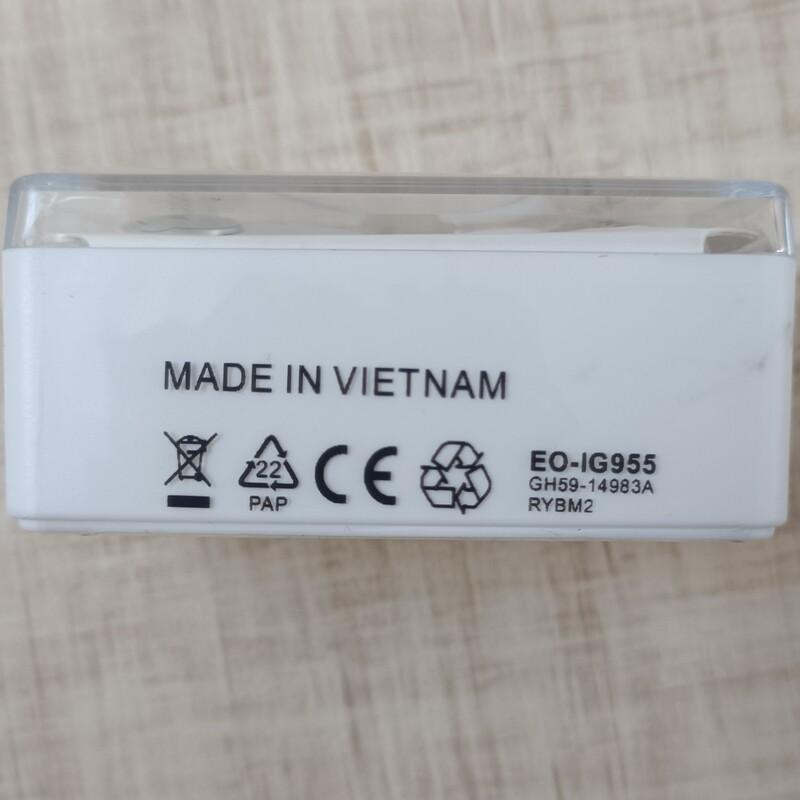 MADE IN VIETNAM
22
PAP
CE
EO-IG955
GH59-14983A
RYBM2